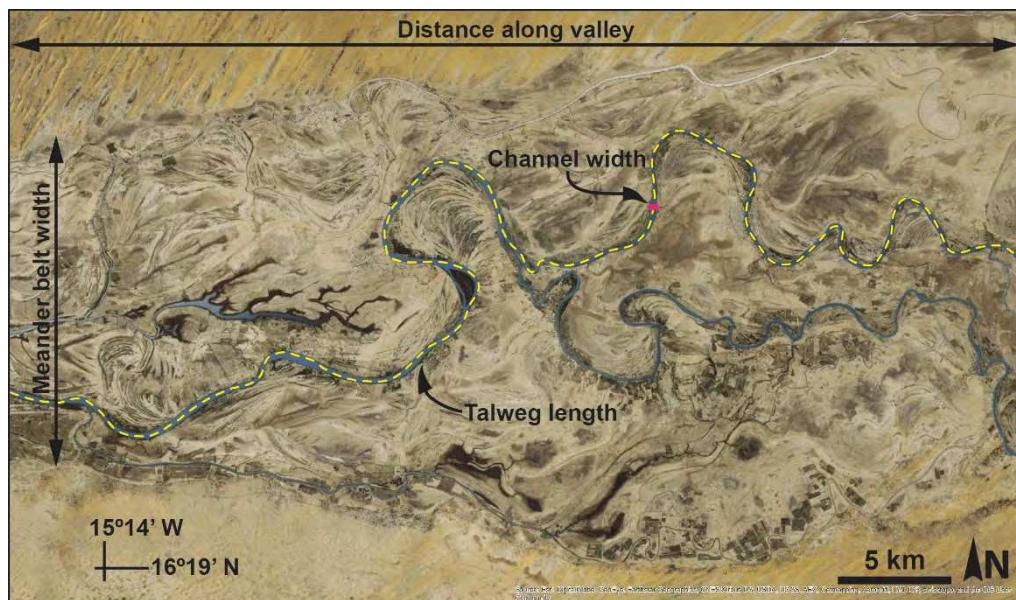 Distance along valley
Channel width
Meander belt width
Talweg length
15º14' W
16º19' N
5 km
N